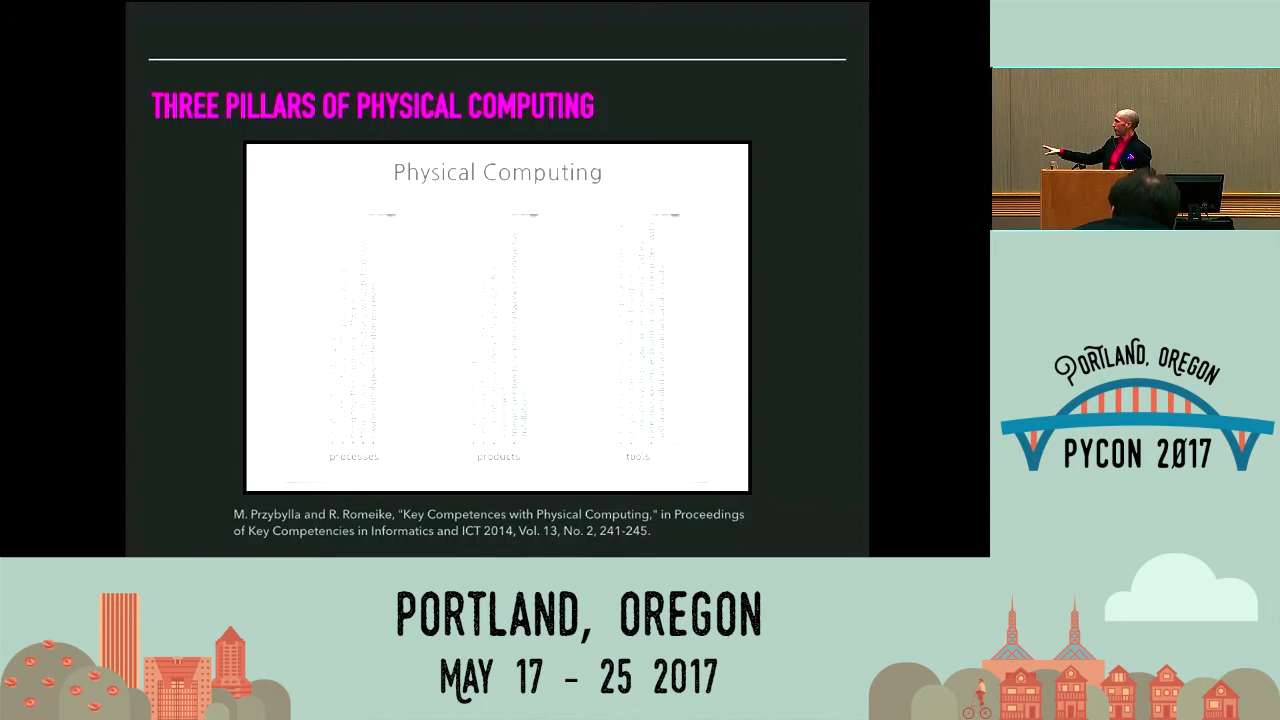 THREE PILLARS OF PHYSICAL COMPUTING
Physical Computing
processes products tools
M. Przybylla and R. Romeike, "Key Competences with Physical Computing," in Proceedings
of Key Competencies in Informatics and ICT 2014, Vol. 13, No. 2, 241-245.
PORTLAND, OREGON
PYCON 2017
PORTLAND, OREGON
MAY 17 - 25 2017